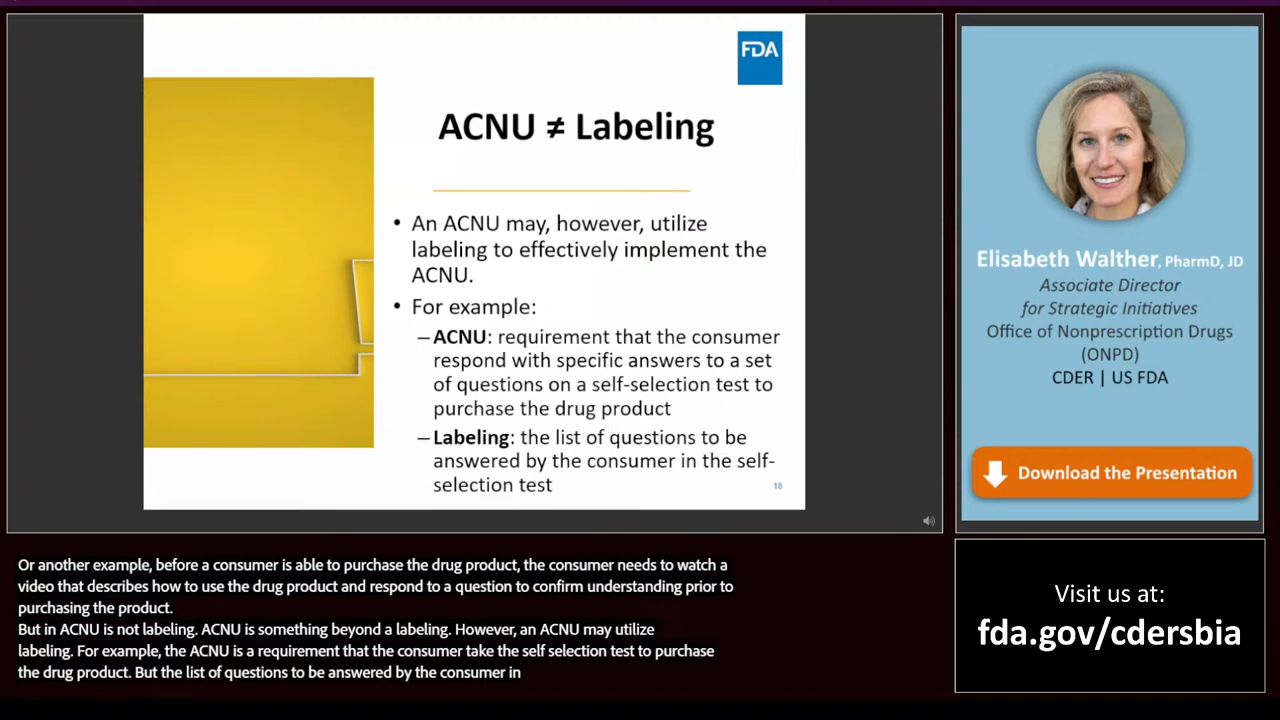 FDA
ACNU ≠ Labeling
• An ACNU may, however, utilize
labeling to effectively implement the
ACNU.
• For example:
–ACNU: requirement that the consumer
respond with specific answers to a set
of questions on a self-selection test to
purchase the drug product
–Labeling: the list of questions to be
answered by the consumer in the self-
selection test
18
Elisabeth Walther, PharmD, JD
Associate Director
for Strategic Initiatives
Office of Nonprescription Drugs
(ONPD)
CDER | US FDA
Download the Presentation
Or another example, before a consumer is able to purchase the drug product, the consumer needs to watch a
video that describes how to use the drug product and respond to a question to confirm understanding prior to
purchasing the product.
But in ACNU is not labeling. ACNU is something beyond a labeling. However, an ACNU may utilize
labeling. For example, the ACNU is a requirement that the consumer take the self selection test to purchase
the drug product. But the list of questions to be answered by the consumer in
Visit us at:
fda.gov/cdersbia